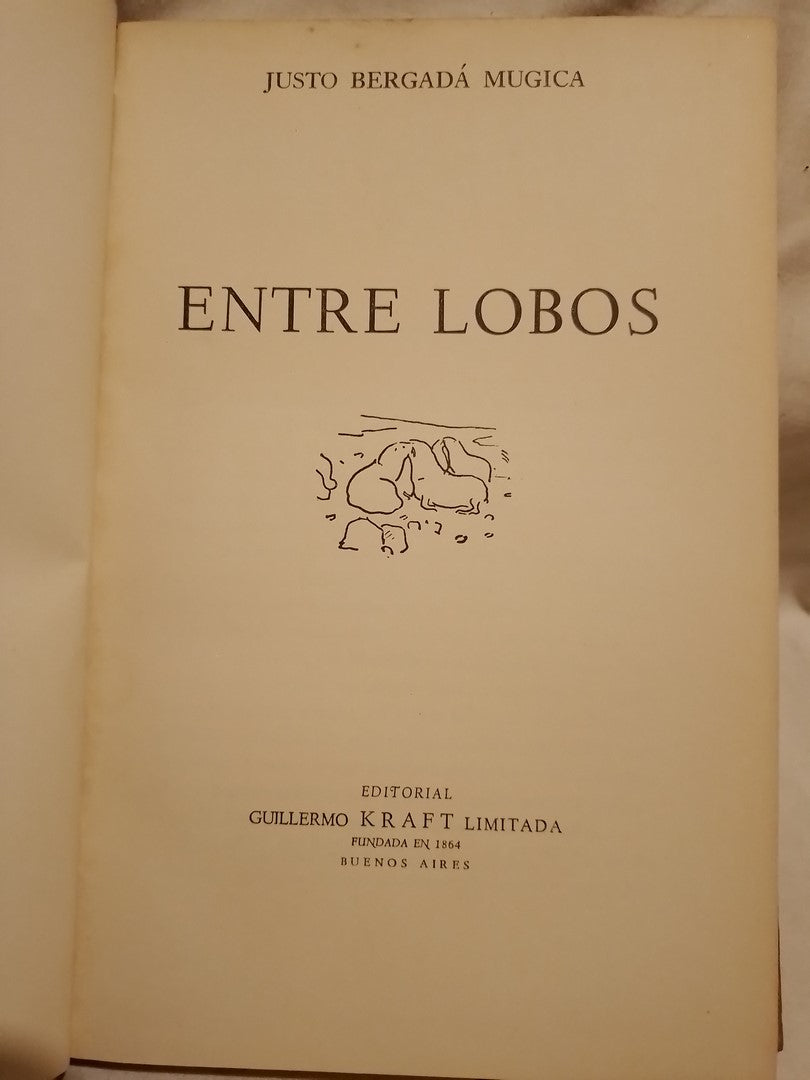 JUSTO BERGADÁ MUGICA
ENTRE LOBOS
EDITORIAL
GUILLERMO KRAFT LIMITADA
FUNDADA EN 1864
BUENOS AIRES